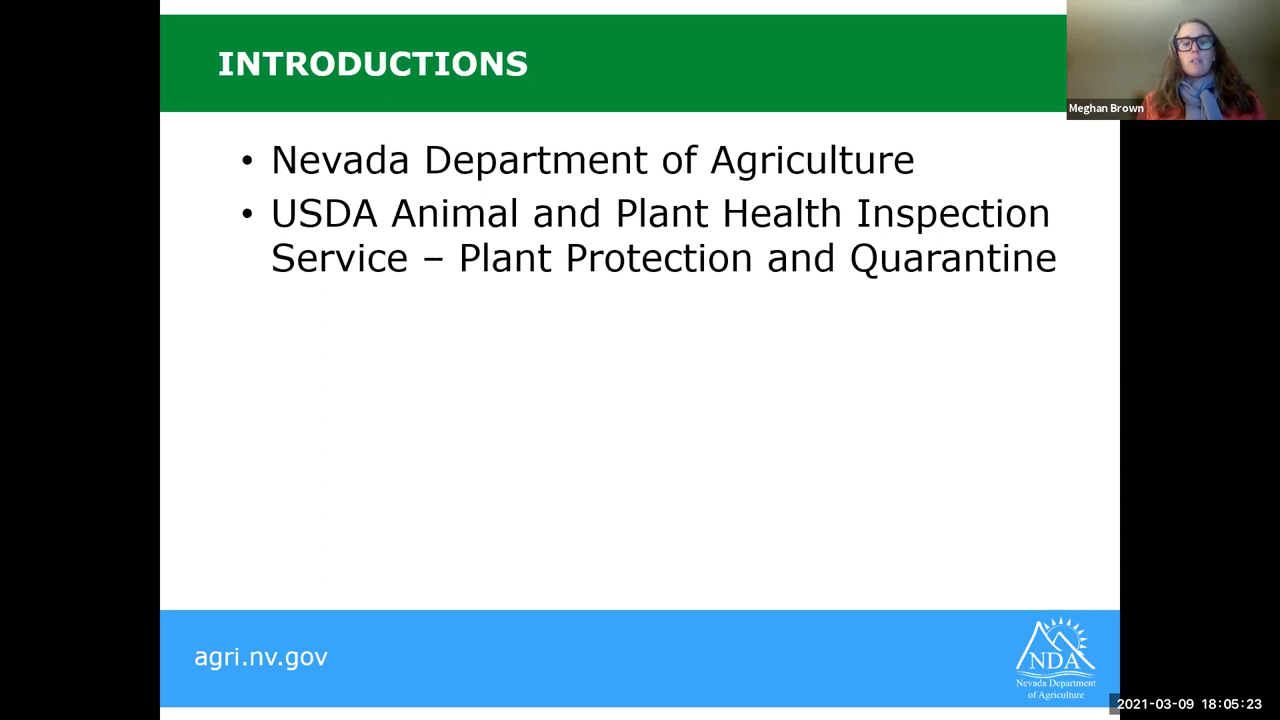 INTRODUCTIONS
Meghan Brown
• Nevada Department of Agriculture
• USDA Animal and Plant Health Inspection
Service – Plant Protection and Quarantine
agri.nv.gov
NDA
Nevada Department
of Agriculture
2021-03-09 18:05:23